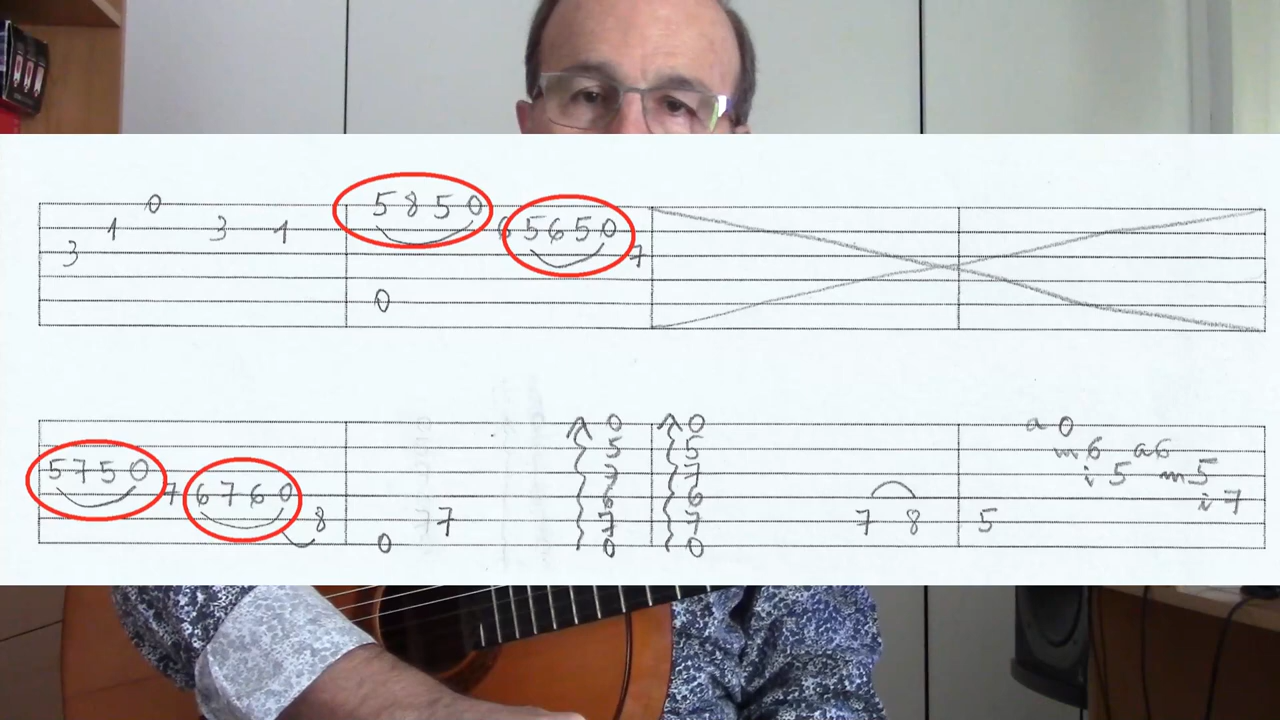 0 5 8 5 0
1 3 1 6 5 6 5 0
3 7
0
0 0 a 0
5 5 m 6 a 6
5 7 5 0 7 7 i 5 m 5
7 6 7 6 0 6 6 i 7
8 7 7 7 7 8 5
0 0 0